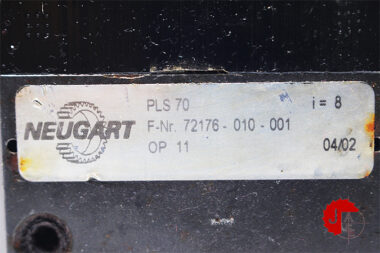 PLS 70 i = 8
NEUGART F-Nr. 72176 - 010 - 001
OP 11 04/02